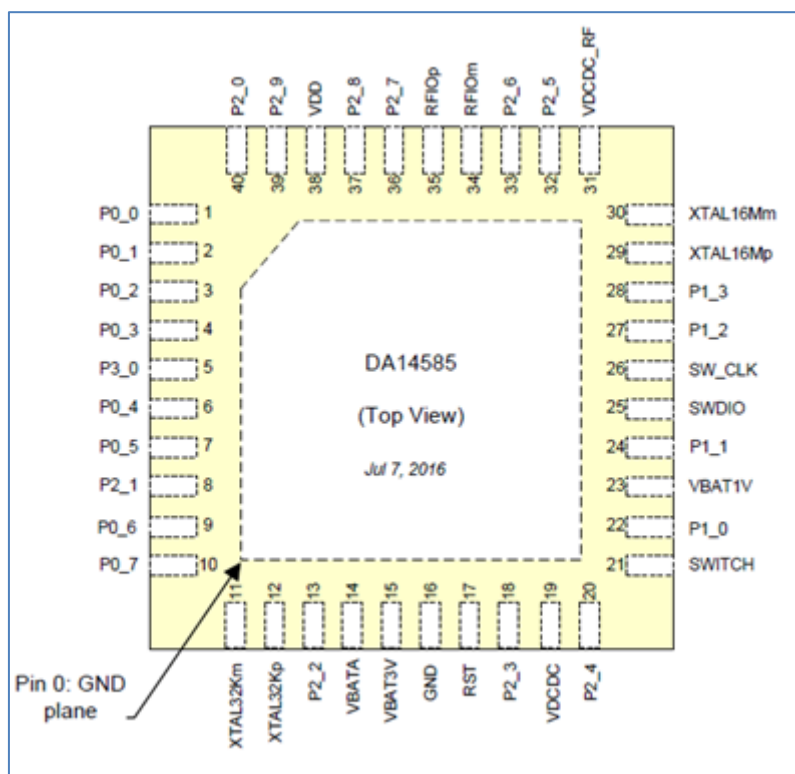 P2_0
P2_9
VDD
P2_8
P2_7
RFIOp
RFIOm
P2_6
P2_5
VDCDC_RF
40
39
38
37
36
35
34
33
32
31
P0_0 1
P0_1 2
P0_2 3
P0_3 4
P3_0 5
P0_4 6
P0_5 7
P2_1 8
P0_6 9
P0_7 10
30 XTAL16Mm
29 XTAL16Mp
28 P1_3
27 P1_2
26 SW_CLK
25 SWDIO
24 P1_1
23 VBAT1V
22 P1_0
21 SWITCH
DA14585
(Top View)
Jul 7, 2016
11
12
13
14
15
16
17
18
19
20
XTAL32Km
XTAL32Kp
P2_2
VBATA
VBAT3V
GND
RST
P2_3
VDCDC
P2_4
Pin 0: GND
plane